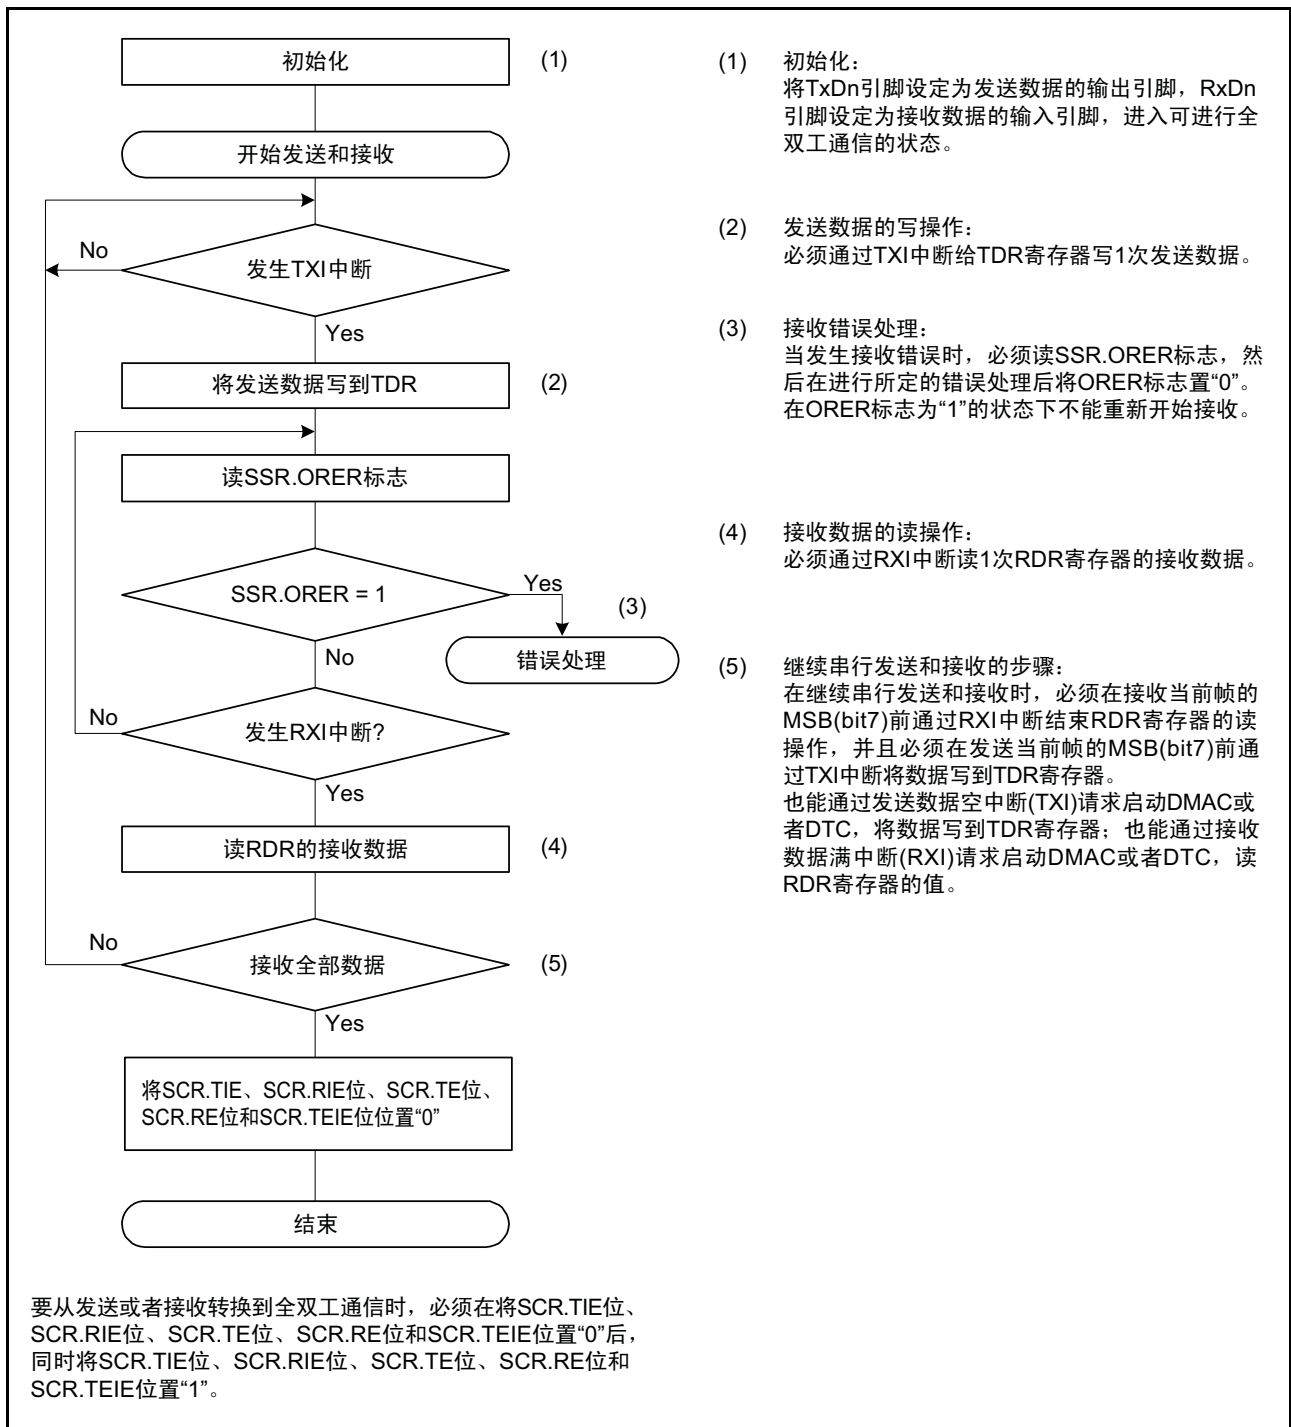 初始化
(1)
开始发送和接收
No
发生TXI中断
Yes
将发送数据写到TDR
(2)
读SSR.ORER标志
SSR.ORER = 1
Yes
(3)
错误处理
No
No
发生RXI中断?
Yes
读RDR的接收数据
(4)
No
接收全部数据
(5)
Yes
将SCR.TIE、SCR.RIE位、SCR.TE位、
SCR.RE位和SCR.TEIE位位置“0”
结束
(1) 初始化：
将TxDn引脚设定为发送数据的输出引脚，RxDn
引脚设定为接收数据的输入引脚，进入可进行全
双工通信的状态。
(2) 发送数据的写操作：
必须通过TXI中断给TDR寄存器写1次发送数据。
(3) 接收错误处理：
当发生接收错误时，必须读SSR.ORER标志，然
后在进行所定的错误处理后将ORER标志置“0”。
在ORER标志为“1”的状态下不能重新开始接收。
(4) 接收数据的读操作：
必须通过RXI中断读1次RDR寄存器的接收数据。
(5) 继续串行发送和接收的步骤：
在继续串行发送和接收时，必须在接收当前帧的
MSB(bit7)前通过RXI中断结束RDR寄存器的读
操作，并且必须在发送当前帧的MSB(bit7)前通
过TXI中断将数据写到TDR寄存器。
也能通过发送数据空中断(TXI)请求启动DMAC或
者DTC，将数据写到TDR寄存器；也能通过接收
数据满中断(RXI)请求启动DMAC或者DTC，读
RDR寄存器的值。
要从发送或者接收转换到全双工通信时，必须在将SCR.TIE位、
SCR.RIE位、SCR.TE位、SCR.RE位和SCR.TEIE位置“0”后，
同时将SCR.TIE位、SCR.RIE位、SCR.TE位、SCR.RE位和
SCR.TEIE位置“1”。